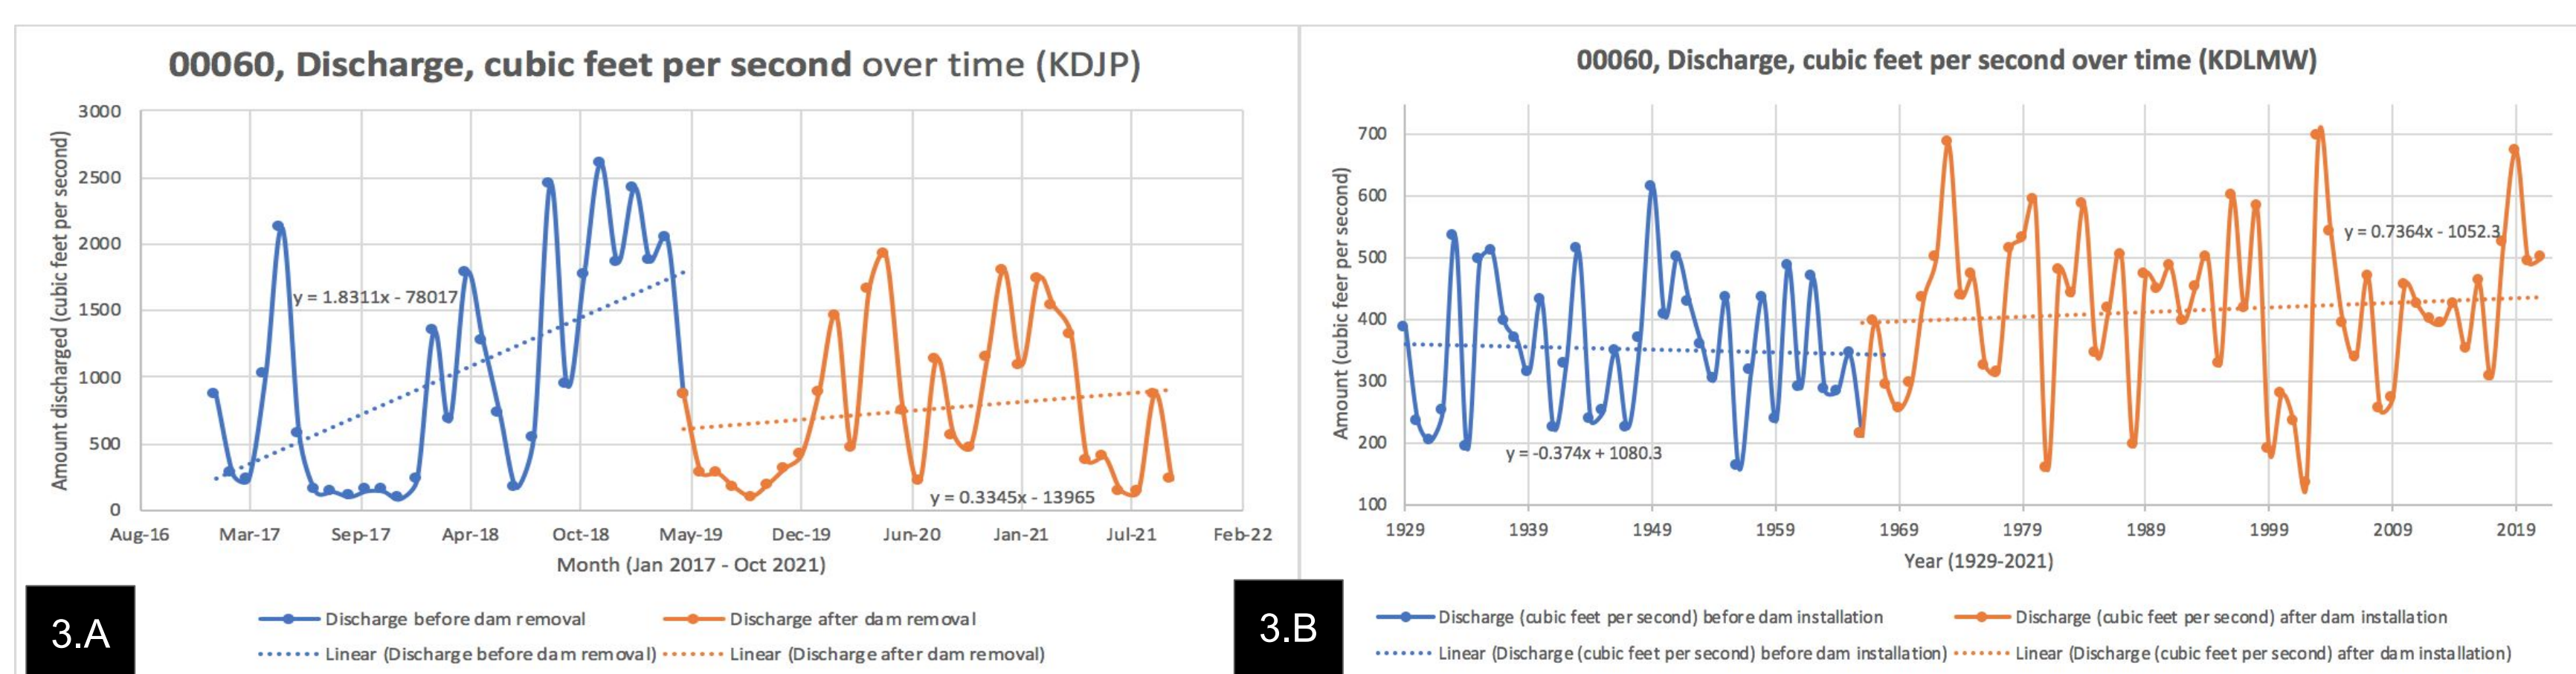 00060, Discharge, cubic feet per second over time (KDJP)
Amount discharged (cubic feet per second)
3000
2500
2000
1500
1000
500
0
y = 1.8311x - 78017
y = 0.3345x - 13965
Aug-16 Mar-17 Sep-17 Apr-18 Oct-18 May-19 Dec-19 Jun-20 Jan-21 Jul-21 Feb-22
Month (Jan 2017 - Oct 2021)
Discharge before dam removal Discharge after dam removal
Linear (Discharge before dam removal) Linear (Discharge after dam removal)
3.A
00060, Discharge, cubic feet per second over time (KDLMW)
Amount (cubic feer per second)
700
600
500
400
300
200
100
y = 0.7364x - 1052.3
y = -0.374x + 1080.3
1929 1939 1949 1959 1969 1979 1989 1999 2009 2019
Year (1929-2021)
Discharge (cubic feet per second) before dam installation Discharge (cubic feet per second) after dam installation
Linear (Discharge (cubic feet per second) before dam installation) Linear (Discharge (cubic feet per second) after dam installation)
3.B